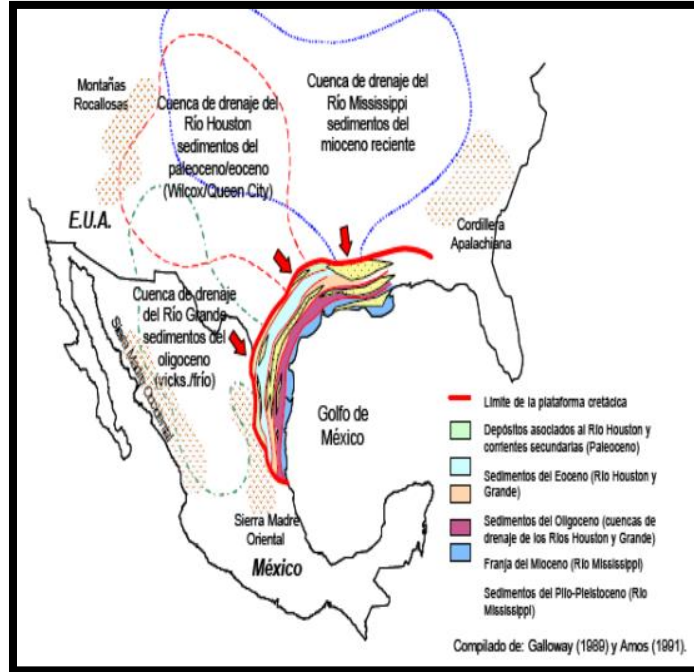 Montañas
Rocallosas
Cuenca de drenaje del
Río Houston
sedimentos del
paleoceno/eoceno
(Wilcox/Queen City)
Cuenca de drenaje del
Río Mississippi
sedimentos del
mioceno reciente
Cordillera
Apalachiana
E.U.A.
Cuenca de drenaje
del Río Grande
sedimentos del
oligoceno
(vicks./frío)
Sierra Madre Occidental
Golfo de
México
Sierra Madre
Oriental
México
Límite de la plataforma cretácica
Depósitos asociados al Río Houston y
corrientes secundarias (Paleoceno)
Sedimentos del Eoceno (Río Houston y
Grande)
Sedimentos del Oligoceno (cuencas de
drenaje de los Ríos Houston y Grande)
Franja del Mioceno (Río Mississippi)
Sedimentos del Plio-Pleistoceno (Río
Mississippi)
Compilado de: Galloway (1989) y Amos (1991).